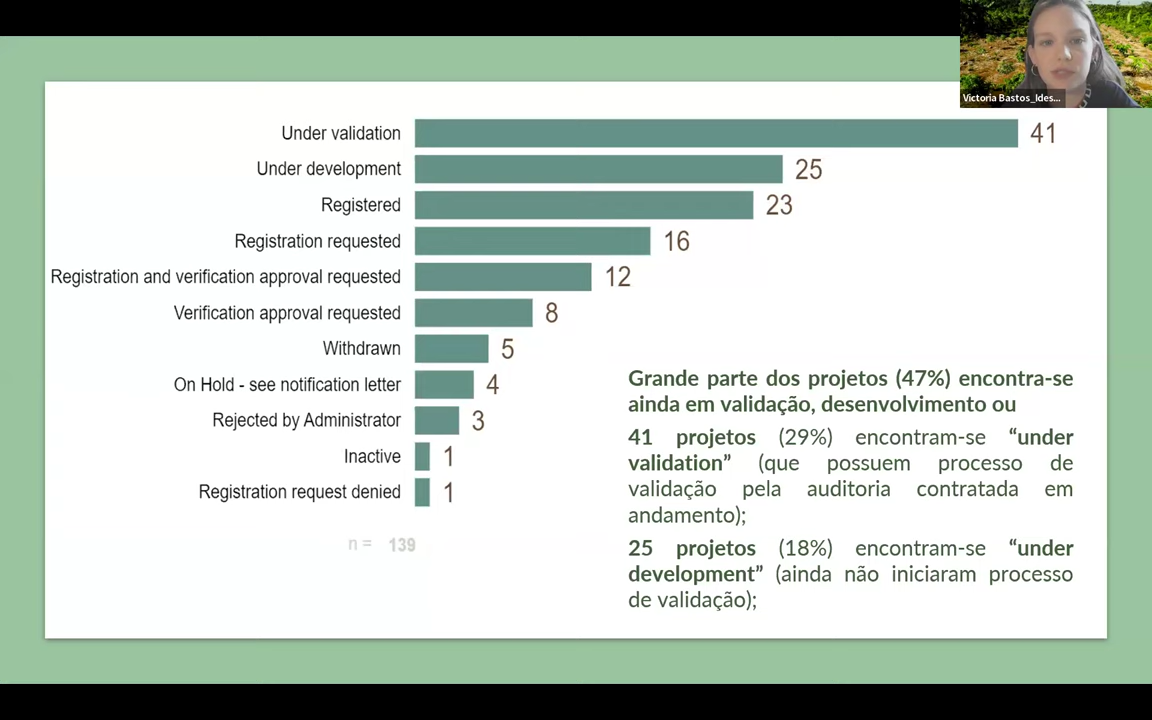 Victoria Bastos_Ides...
Under validation 41
Under development 25
Registered 23
Registration requested 16
Registration and verification approval requested 12
Verification approval requested 8
Withdrawn 5
On Hold - see notification letter 4
Rejected by Administrator 3
Inactive 1
Registration request denied 1
n = 139
Grande parte dos projetos (47%) encontra-se
ainda em validação, desenvolvimento ou
41 projetos (29%) encontram-se “under
validation” (que possuem processo de
validação pela auditoria contratada em
andamento);
25 projetos (18%) encontram-se “under
development” (ainda não iniciaram processo
de validação);